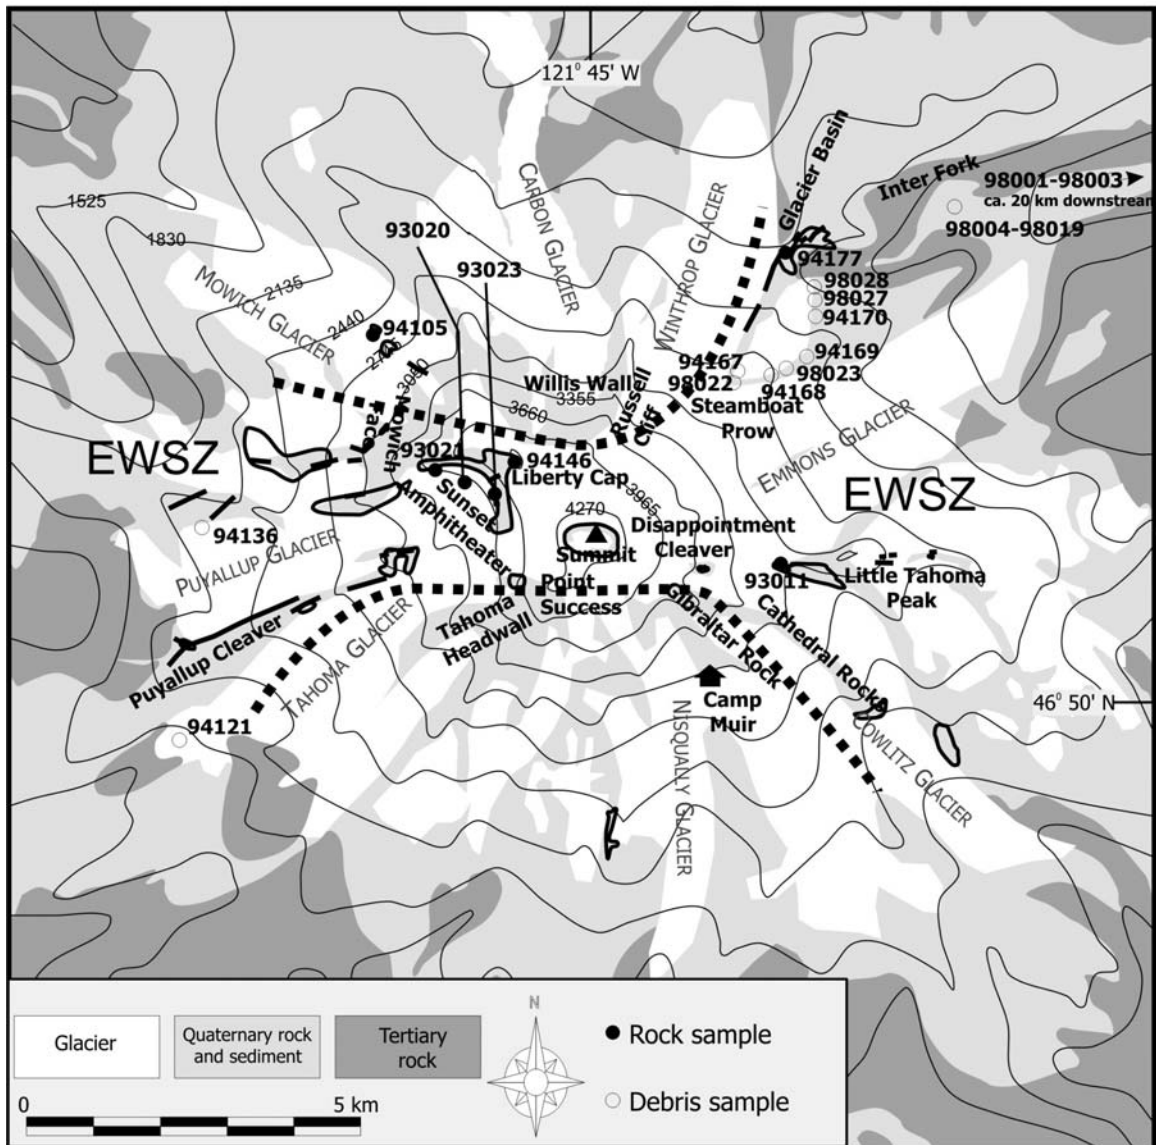 121° 45' W
Glacier Basin
Inter Fork
98001-98003
ca. 20 km downstream
98004-98019
1525
1830
2135
2440
3050
MOWICH GLACIER
93020
93023
CARBON GLACIER
WINTHROP GLACIER
94177
98028
98027
94170
94105
94169
94167
98022
98023
94168
Willis Wall
3355
3660
Russell
Cliff
Steamboat
Prow
EMMONS GLACIER
EWSZ
Mowich
Face
93021
94146
Liberty Cap
Sunset
Amphitheater
3965
4270
EWSZ
Summit
Disappointment
Cleaver
94136
PUYALLUP GLACIER
93011
Little Tahoma
Peak
Point
Success
Tahoma
Headwall
Gibraltar Rock
Cathedral Rocks
Puyallup Cleaver
TAHOMA GLACIER
Camp
Muir
46° 50' N
94121
NISQUALLY GLACIER
COWLITZ GLACIER
Glacier
Quaternary rock
and sediment
Tertiary
rock
N
Rock sample
Debris sample
0
5 km